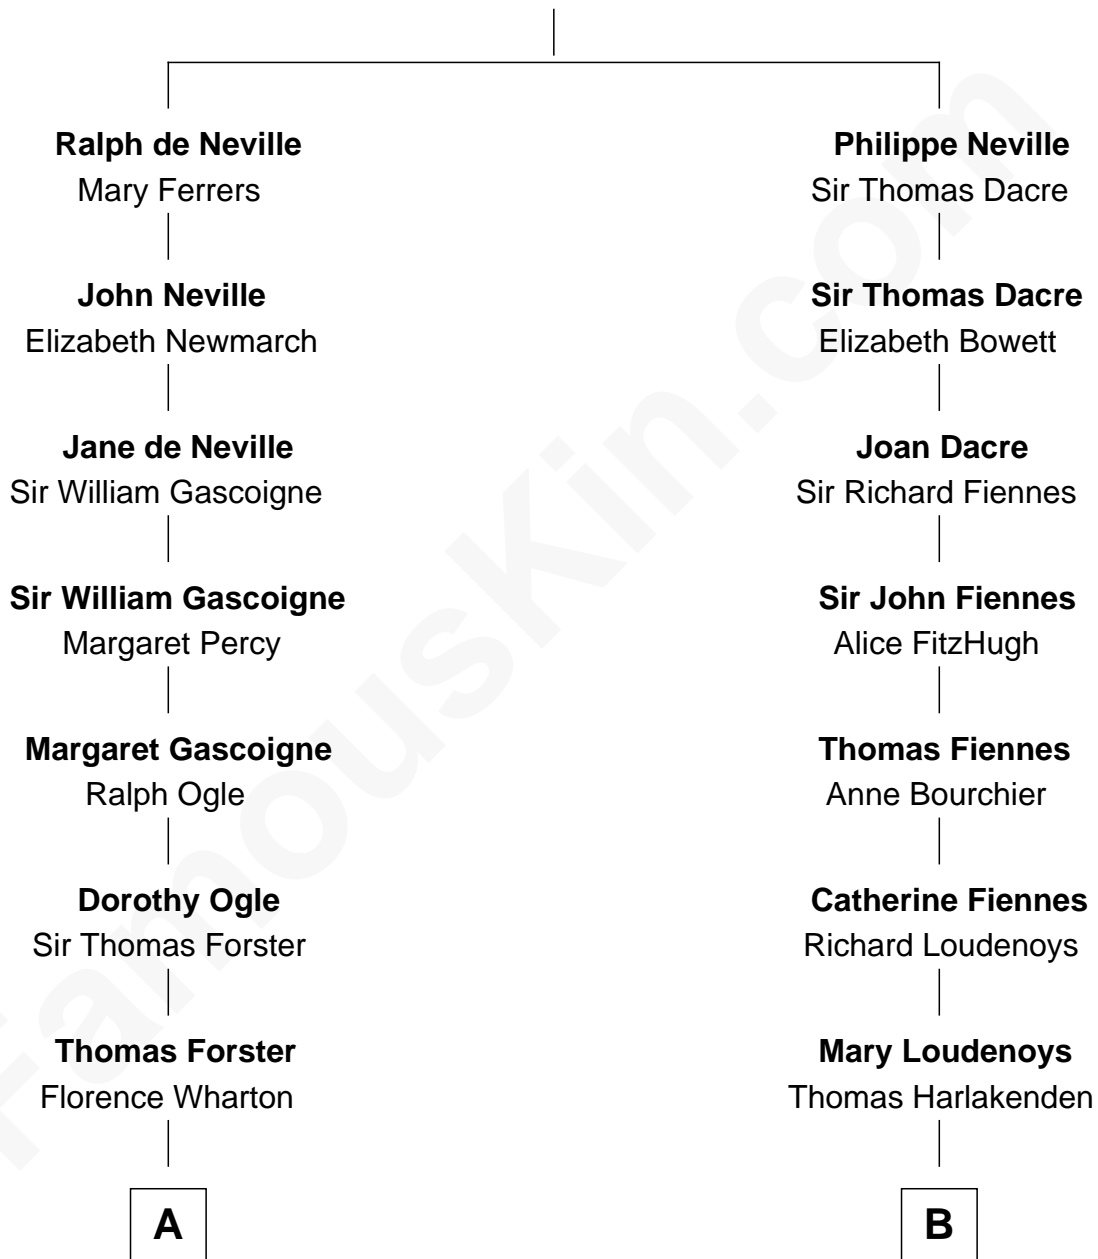 Ralph de Neville
Mary Ferrers
John Neville
Elizabeth Newmarch
Jane de Neville
Sir William Gascoigne
Sir William Gascoigne
Margaret Percy
Margaret Gascoigne
Ralph Ogle
Dorothy Ogle
Sir Thomas Forster
Thomas Forster
Florence Wharton
A
Philippe Neville
Sir Thomas Dacre
Sir Thomas Dacre
Elizabeth Bowett
Joan Dacre
Sir Richard Fiennes
Sir John Fiennes
Alice FitzHugh
Thomas Fiennes
Anne Bourchier
Catherine Fiennes
Richard Loudenoys
Mary Loudenoys
Thomas Harlakenden
B
FamousKin.com